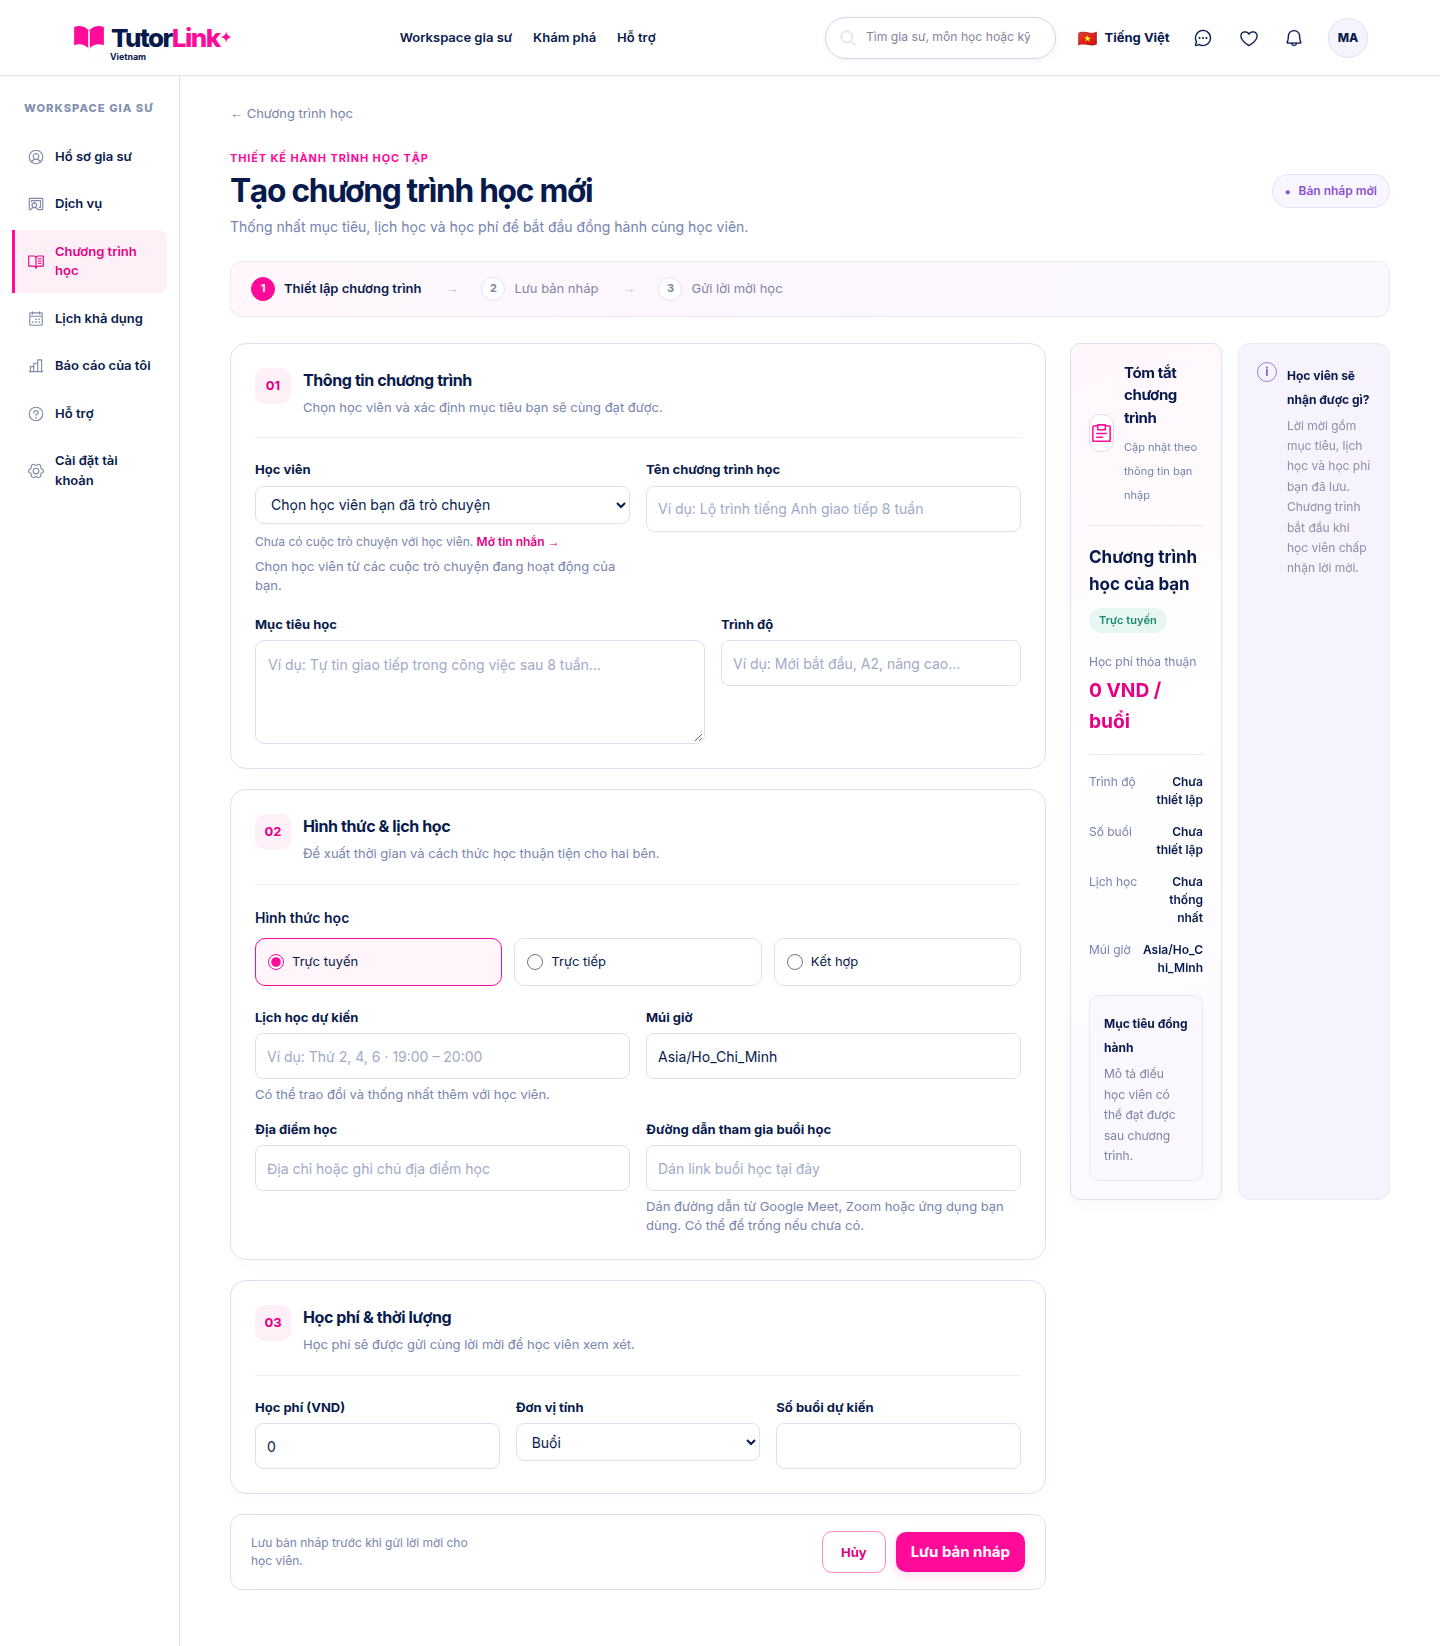 TutorLink
Vietnam
Workspace gia sư
Khám phá
Hỗ trợ
Tìm gia sư, môn học hoặc kỹ
Tiếng Việt
MA
WORKSPACE GIA SƯ
Hồ sơ gia sư
Dịch vụ
Chương trình
học
Lịch khả dụng
Báo cáo của tôi
Hỗ trợ
Cài đặt tài
khoản
← Chương trình học
THIẾT KẾ HÀNH TRÌNH HỌC TẬP
Tạo chương trình học mới
Thống nhất mục tiêu, lịch học và học phí để bắt đầu đồng hành cùng học viên.
Bản nháp mới
1 Thiết lập chương trình → 2 Lưu bản nháp → 3 Gửi lời mời học
01
Thông tin chương trình
Chọn học viên và xác định mục tiêu bạn sẽ cùng đạt được.
Học viên
Chọn học viên bạn đã trò chuyện
Chưa có cuộc trò chuyện với học viên. Mở tin nhắn →
Chọn học viên từ các cuộc trò chuyện đang hoạt động của
bạn.
Tên chương trình học
Ví dụ: Lộ trình tiếng Anh giao tiếp 8 tuần
Mục tiêu học
Ví dụ: Tự tin giao tiếp trong công việc sau 8 tuần...
Trình độ
Ví dụ: Mới bắt đầu, A2, nâng cao...
02
Hình thức & lịch học
Đề xuất thời gian và cách thức học thuận tiện cho hai bên.
Hình thức học
Trực tuyến
Trực tiếp
Kết hợp
Lịch học dự kiến
Ví dụ: Thứ 2, 4, 6 · 19:00 – 20:00
Có thể trao đổi và thống nhất thêm với học viên.
Múi giờ
Asia/Ho_Chi_Minh
Địa điểm học
Địa chỉ hoặc ghi chú địa điểm học
Đường dẫn tham gia buổi học
Dán link buổi học tại đây
Dán đường dẫn từ Google Meet, Zoom hoặc ứng dụng bạn
dùng. Có thể để trống nếu chưa có.
03
Học phí & thời lượng
Học phí sẽ được gửi cùng lời mời để học viên xem xét.
Học phí (VND)
0
Đơn vị tính
Buổi
Số buổi dự kiến
Lưu bản nháp trước khi gửi lời mời cho
học viên.
Hủy
Lưu bản nháp
Tóm tắt
chương
trình
Cập nhật theo
thông tin bạn
nhập
Chương trình
học của bạn
Trực tuyến
Học phí thỏa thuận
0 VND /
buổi
Trình độ
Chưa
thiết lập
Số buổi
Chưa
thiết lập
Lịch học
Chưa
thống
nhất
Múi giờ
Asia/Ho_C
hi_Minh
Mục tiêu đồng
hành
Mô tả điều
học viên có
thể đạt được
sau chương
trình.
i
Học viên sẽ
nhận được gì?
Lời mời gồm
mục tiêu, lịch
học và học phí
bạn đã lưu.
Chương trình
bắt đầu khi
học viên chấp
nhận lời mời.